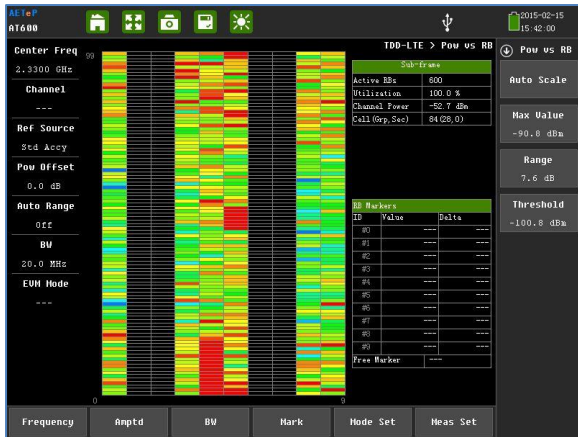 AETeP
AT600
2015-02-15
15:42:00
Center Freq
2.3300 GHz
Channel
---
Ref Source
Std Accy
Pow Offset
0.0 dB
Auto Range
Off
BW
20.0 MHz
EVM Mode
---
99
0
9
TDD-LTE > Pow vs RB
Sub-frame
Active RBs 600
Utilization 100.0 %
Channel Power -52.7 dBm
Cell(Grp,Sec) 84(28,0)
RB Markers
ID Value Delta
#0 --- ---
#1 --- ---
#2 --- ---
#3 --- ---
#4 --- ---
#5 --- ---
#6 --- ---
#7 --- ---
#8 --- ---
#9 --- ---
Free Marker ---
Pow vs RB
Auto Scale
Max Value
-90.8 dBm
Range
7.6 dB
Threshold
-100.8 dBm
Frequency Amptd BW Mark Mode Set Meas Set